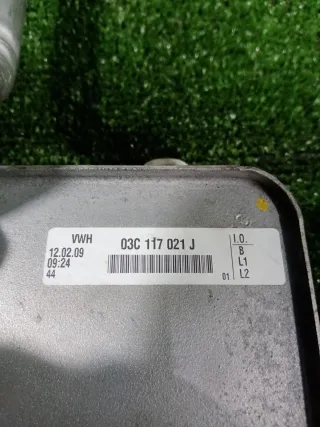 VWH 03C 117 021 J I.O.
12.02.09 B
09:24 L1
44 01 L2